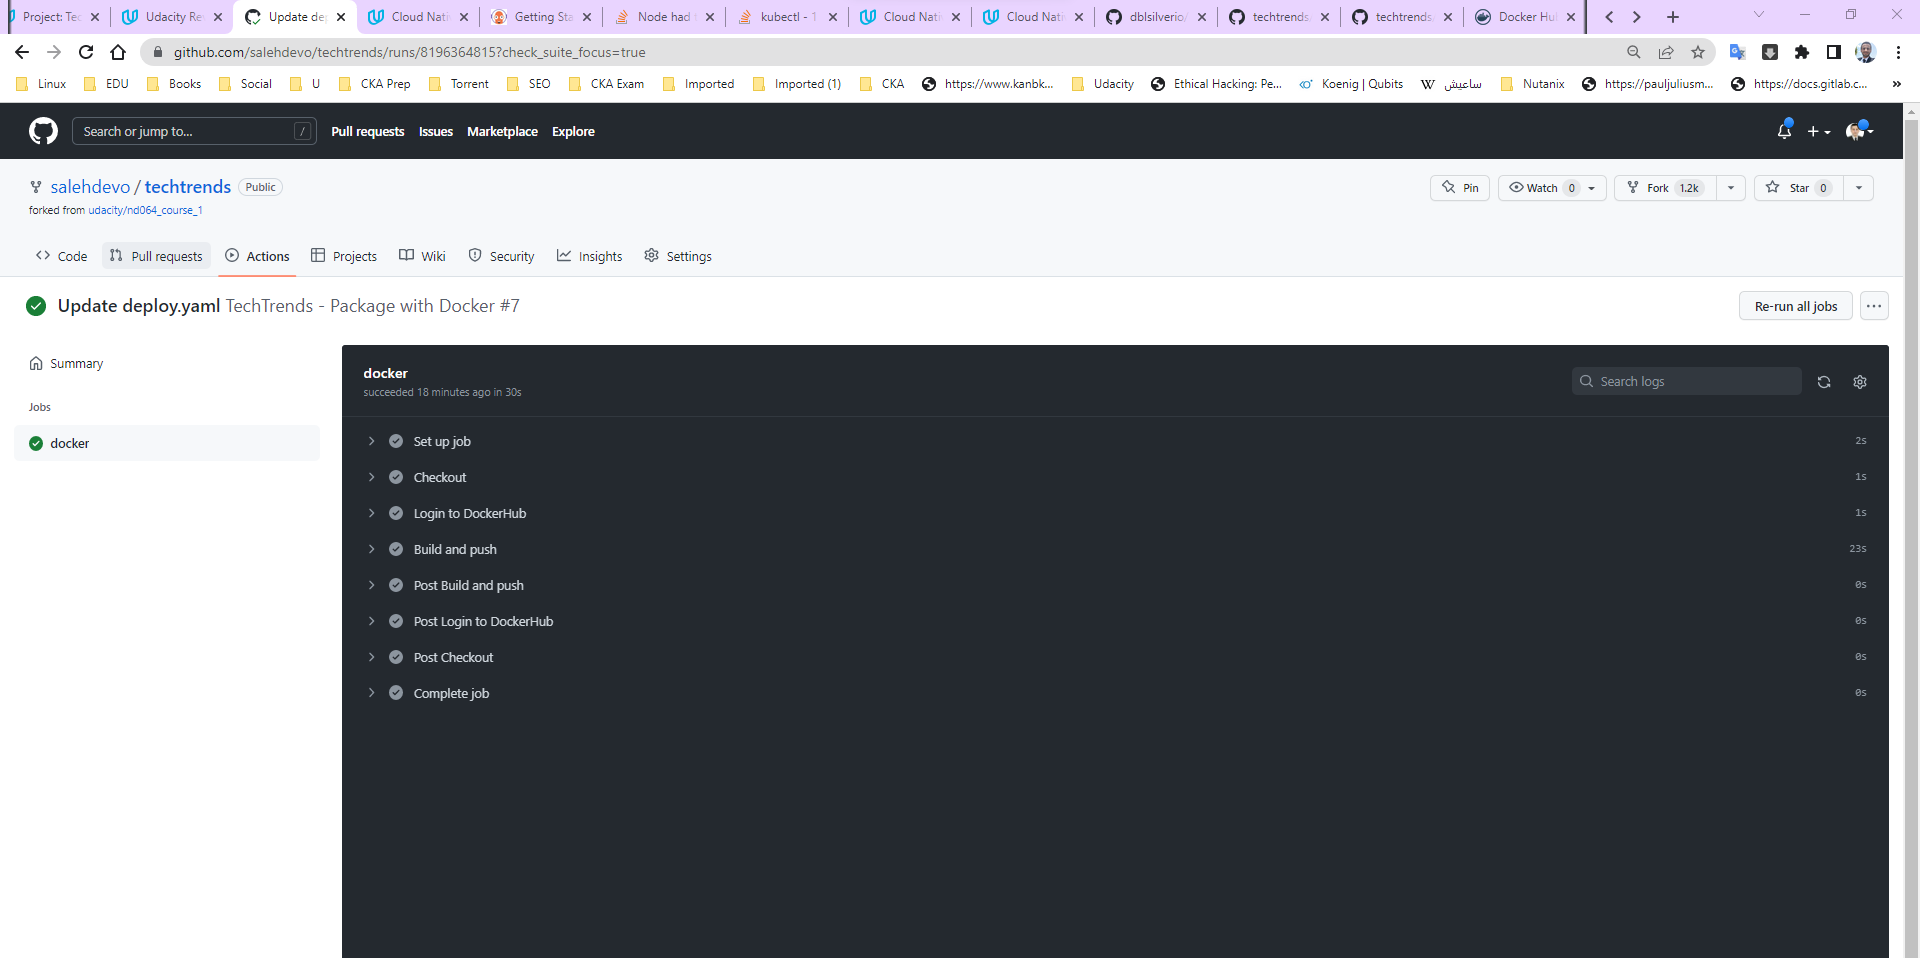 Project: Tec Udacity Rev Update dep Cloud Nati Getting Sta Node had t kubectl - 1 Cloud Nati Cloud Nati dblsilverio/ techtrends techtrends Docker Hu
github.com/salehdevo/techtrends/runs/8196364815?check_suite_focus=true
Linux EDU Books Social U CKA Prep Torrent SEO CKA Exam Imported Imported (1) CKA https://www.kanbk... Udacity Ethical Hacking: Pe... Koenig | Qubits ساعيش Nutanix https://pauljuliusm... https://docs.gitlab.c... »
Search or jump to... / Pull requests Issues Marketplace Explore
salehdevo / techtrends Public Pin Watch 0 Fork 1.2k Star 0
forked from udacity/nd064_course_1
Code Pull requests Actions Projects Wiki Security Insights Settings
Update deploy.yaml TechTrends - Package with Docker #7 Re-run all jobs ...
Summary
Jobs
docker
docker
succeeded 18 minutes ago in 30s
Search logs
Set up job 2s
Checkout 1s
Login to DockerHub 1s
Build and push 23s
Post Build and push 0s
Post Login to DockerHub 0s
Post Checkout 0s
Complete job 0s